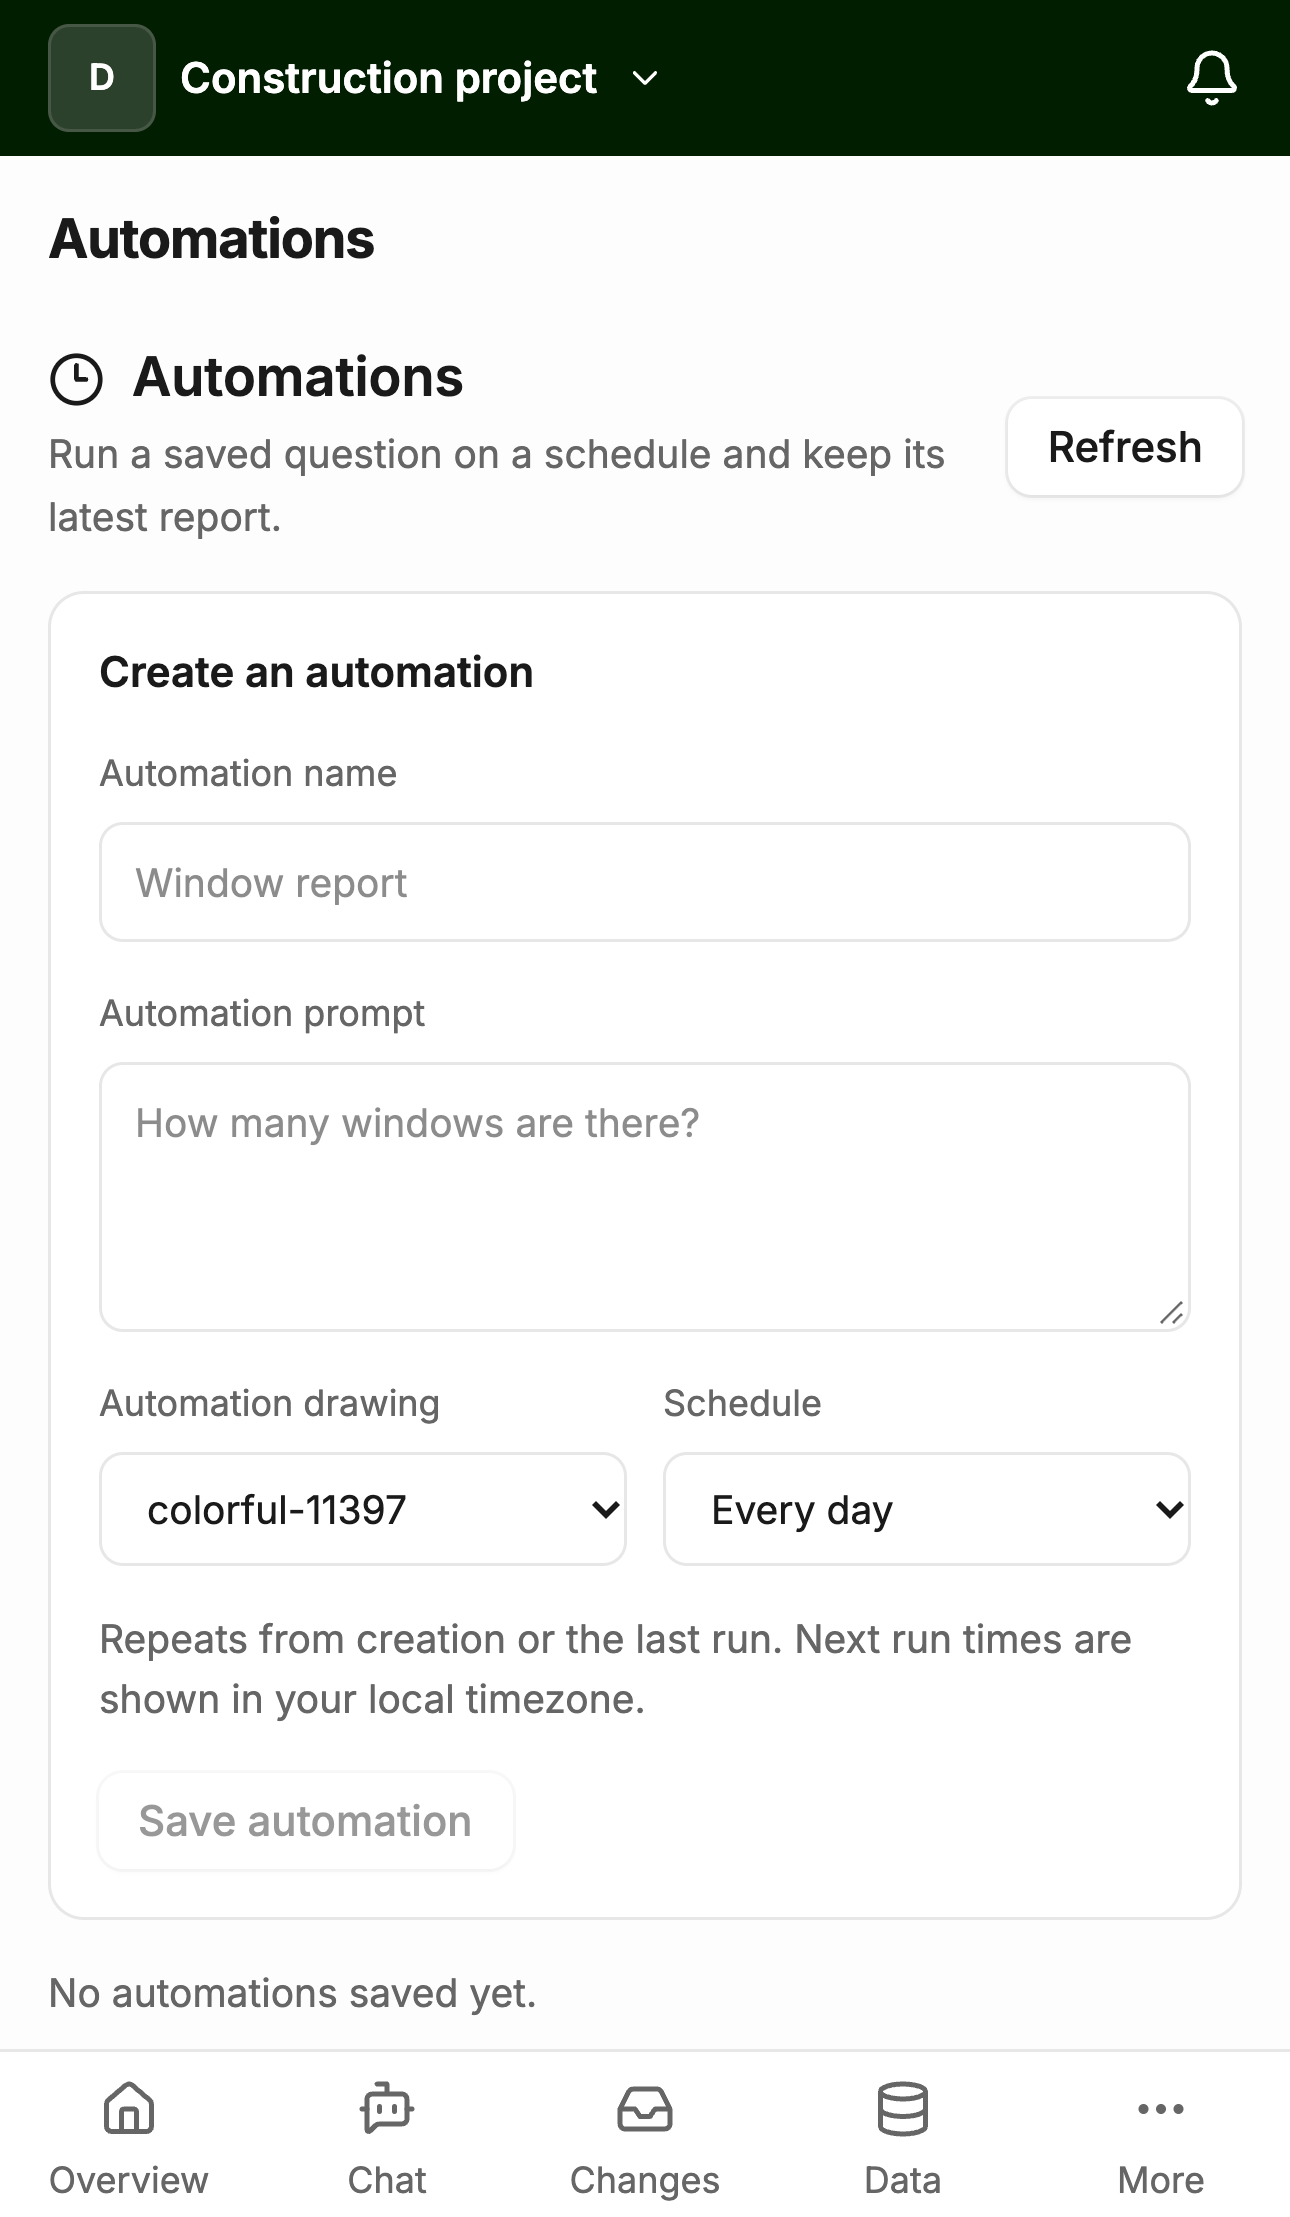 D
Construction project
Automations
Automations
Run a saved question on a schedule and keep its
latest report.
Refresh
Create an automation
Automation name
Window report
Automation prompt
How many windows are there?
Automation drawing
Schedule
colorful-11397
Every day
Repeats from creation or the last run. Next run times are
shown in your local timezone.
Save automation
No automations saved yet.
Overview
Chat
Changes
Data
More